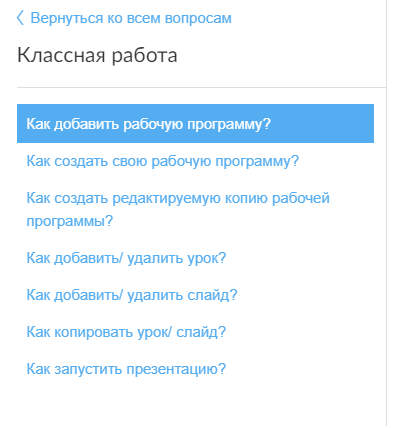 Вернуться ко всем вопросам
Классная работа
Как добавить рабочую программу?
Как создать свою рабочую программу?
Как создать редактируемую копию рабочей
программы?
Как добавить/ удалить урок?
Как добавить/ удалить слайд?
Как копировать урок/ слайд?
Как запустить презентацию?